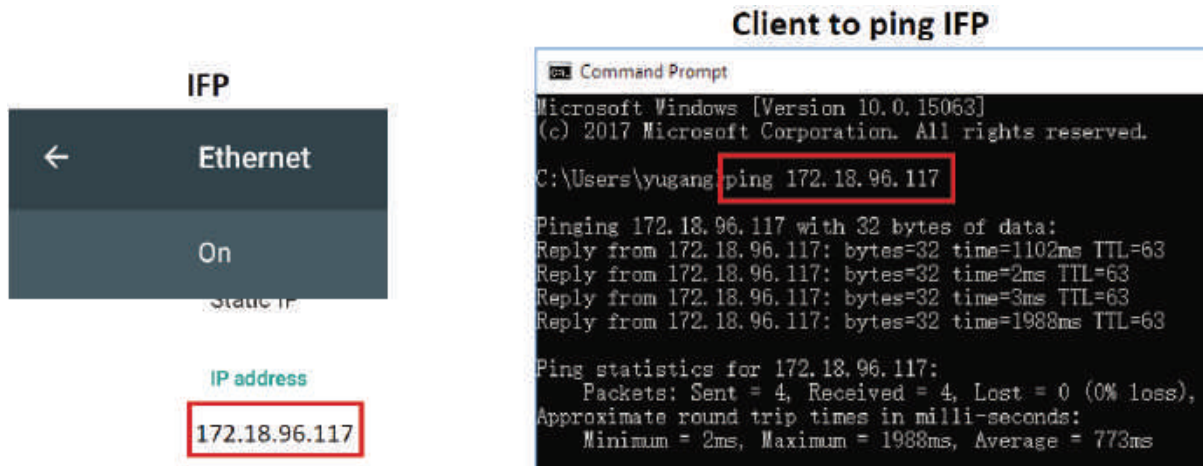 Client to ping IFP
IFP
Ethernet
On
Static IP
IP address
172.18.96.117
Command Prompt
Microsoft Windows [Version 10.0.15063]
(c) 2017 Microsoft Corporation. All rights reserved.
C:\Users\yugang>ping 172.18.96.117
Pinging 172.18.96.117 with 32 bytes of data:
Reply from 172.18.96.117: bytes=32 time=1102ms TTL=63
Reply from 172.18.96.117: bytes=32 time=2ms TTL=63
Reply from 172.18.96.117: bytes=32 time=3ms TTL=63
Reply from 172.18.96.117: bytes=32 time=1988ms TTL=63
Ping statistics for 172.18.96.117:
Packets: Sent = 4, Received = 4, Lost = 0 (0% loss),
Approximate round trip times in milli-seconds:
Minimum = 2ms, Maximum = 1988ms, Average = 773ms